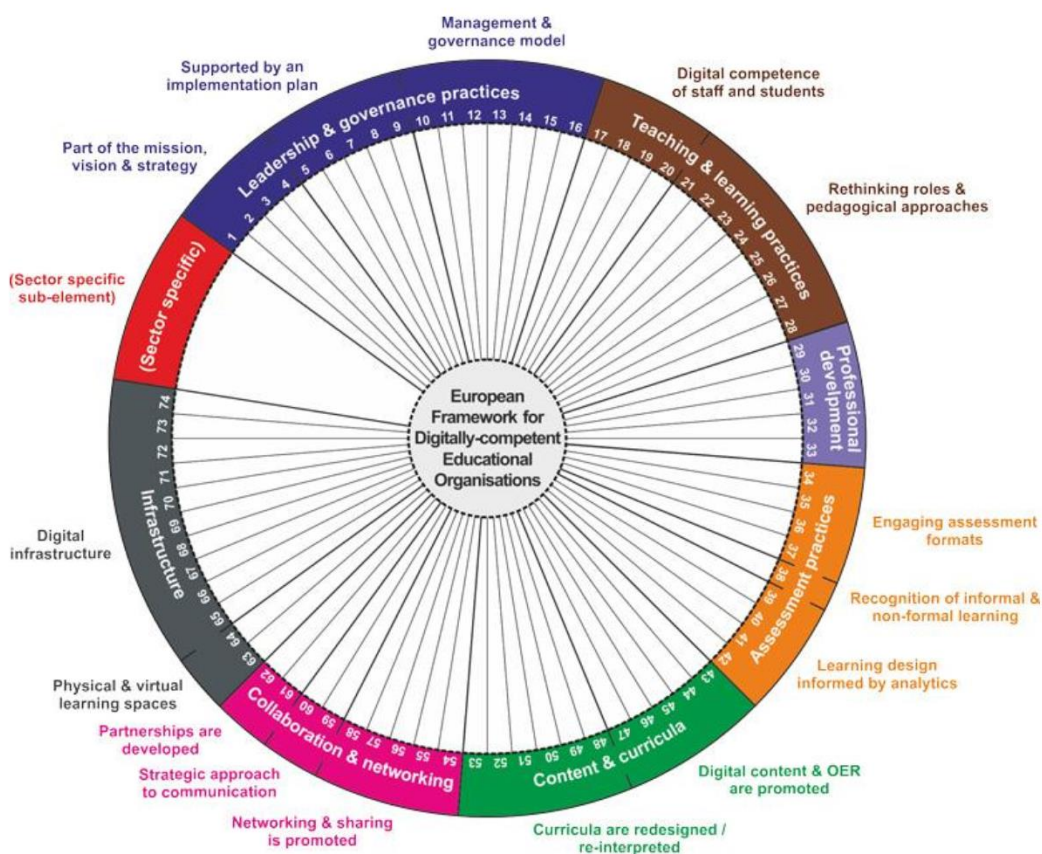 Management &
governance model
Supported by an
implementation plan
Part of the mission,
vision & strategy
Digital competence
of staff and students
Rethinking roles &
pedagogical approaches
(Sector specific
sub-element)
Leadership & governance practices
Teaching & learning practices
Professional
develpment
Assessment practices
Content & curricula
Collaboration & networking
Infrastructure
(Sector specific)
1 2 3 4 5 6 7 8 9 10 11 12 13 14 15 16
17 18 19 20 21 22 23 24 25 26 27 28
29 30 31 32 33
34 35 36 37 38 39 40 41 42
43 44 45 46 47 48 49 50 51 52 53
54 55 56 57 58 59 60 61 62
63 64 65 66 67 68 69 70 71 72 73 74
European
Framework for
Digitally-competent
Educational
Organisations
Engaging assessment
formats
Recognition of informal &
non-formal learning
Learning design
informed by analytics
Digital content & OER
are promoted
Curricula are redesigned /
re-interpreted
Networking & sharing
is promoted
Strategic approach
to communication
Partnerships are
developed
Physical & virtual
learning spaces
Digital
infrastructure